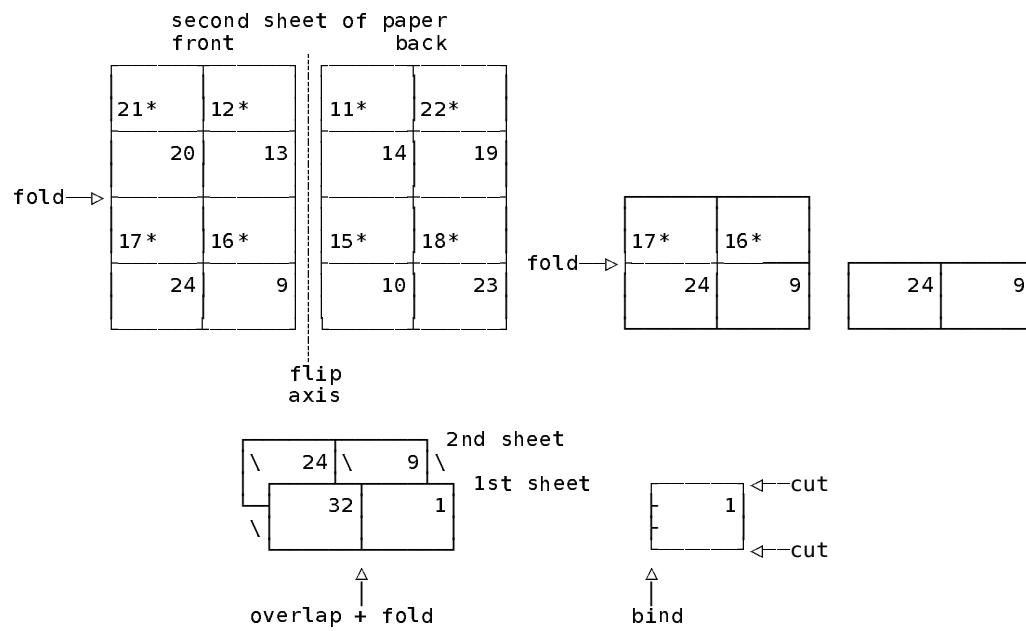 second sheet of paper
front back
21* 12* 11* 22*
20 13 14 19
fold
17* 16* 15* 18* 17* 16*
fold
24 9 10 23 24 9 24 9
flip
axis
2nd sheet
\ 24 \ 9 \
1st sheet cut
32 1 1
\
cut
overlap + fold bind